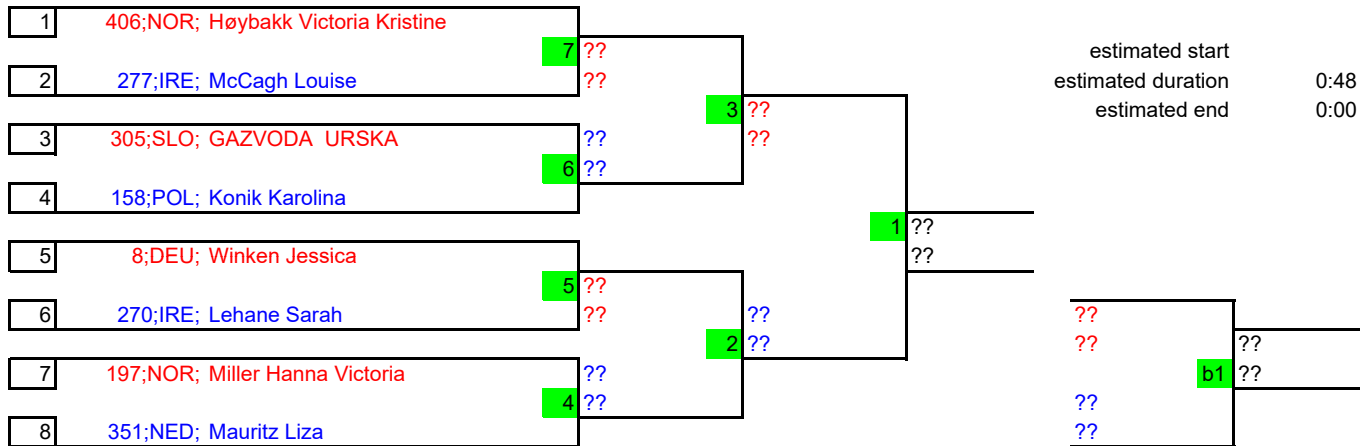 1 406;NOR; Høybakk Victoria Kristine
7 ?? estimated start
2 277;IRE; McCagh Louise ?? estimated duration 0:48
3 ?? estimated end 0:00
3 305;SLO; GAZVODA URSKA ?? ??
6 ??
4 158;POL; Konik Karolina
1 ??
5 8;DEU; Winken Jessica ??
5 ??
6 270;IRE; Lehane Sarah ?? ?? ??
2 ?? ?? ??
7 197;NOR; Miller Hanna Victoria ?? b1 ??
4 ?? ??
8 351;NED; Mauritz Liza ??